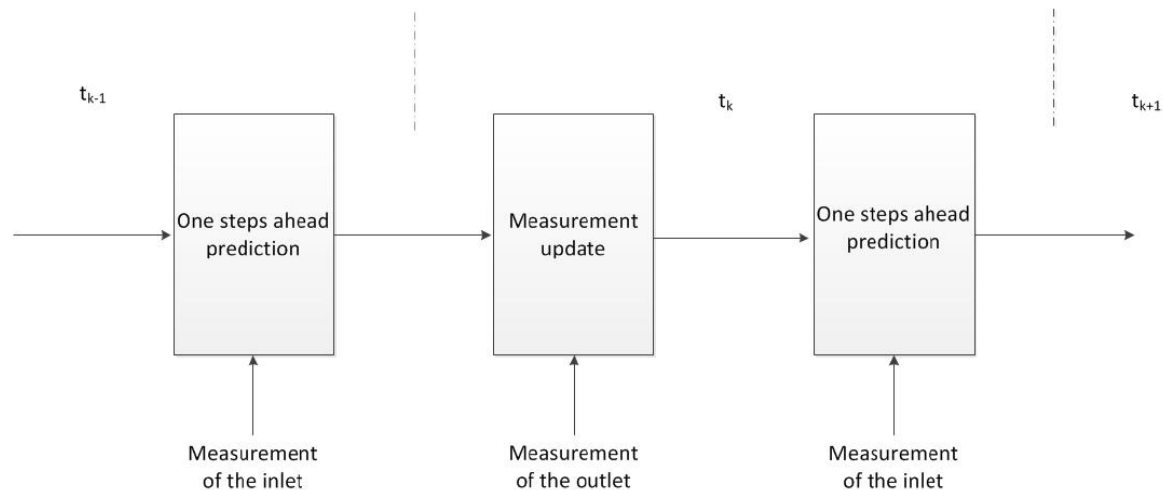 t_{k-1}
t_k
t_{k+1}
One steps ahead
prediction
Measurement
update
One steps ahead
prediction
Measurement
of the inlet
Measurement
of the outlet
Measurement
of the inlet